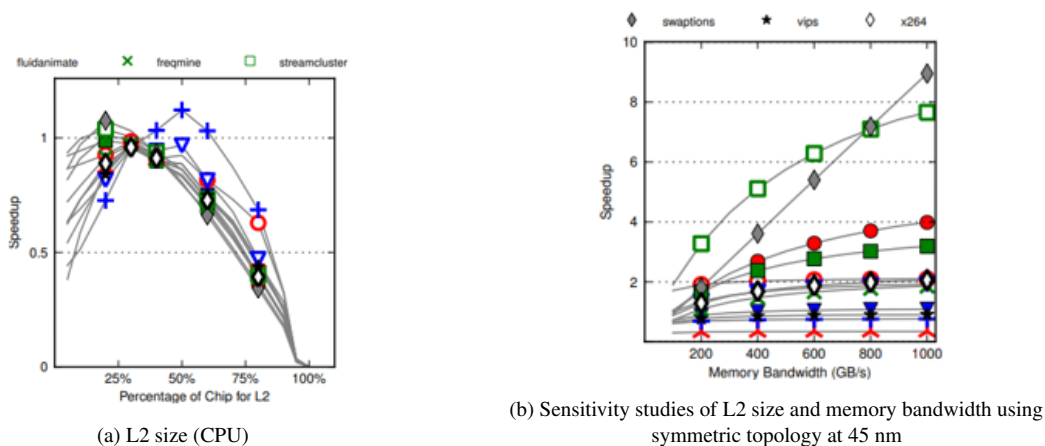 fluidanimate freqmine streamcluster
Speedup
1
0.5
0
25% 50% 75% 100%
Percentage of Chip for L2
(a) L2 size (CPU)
swaptions vips x264
Speedup
10
8
6
4
2
200 400 600 800 1000
Memory Bandwidth (GB/s)
(b) Sensitivity studies of L2 size and memory bandwidth using
symmetric topology at 45 nm